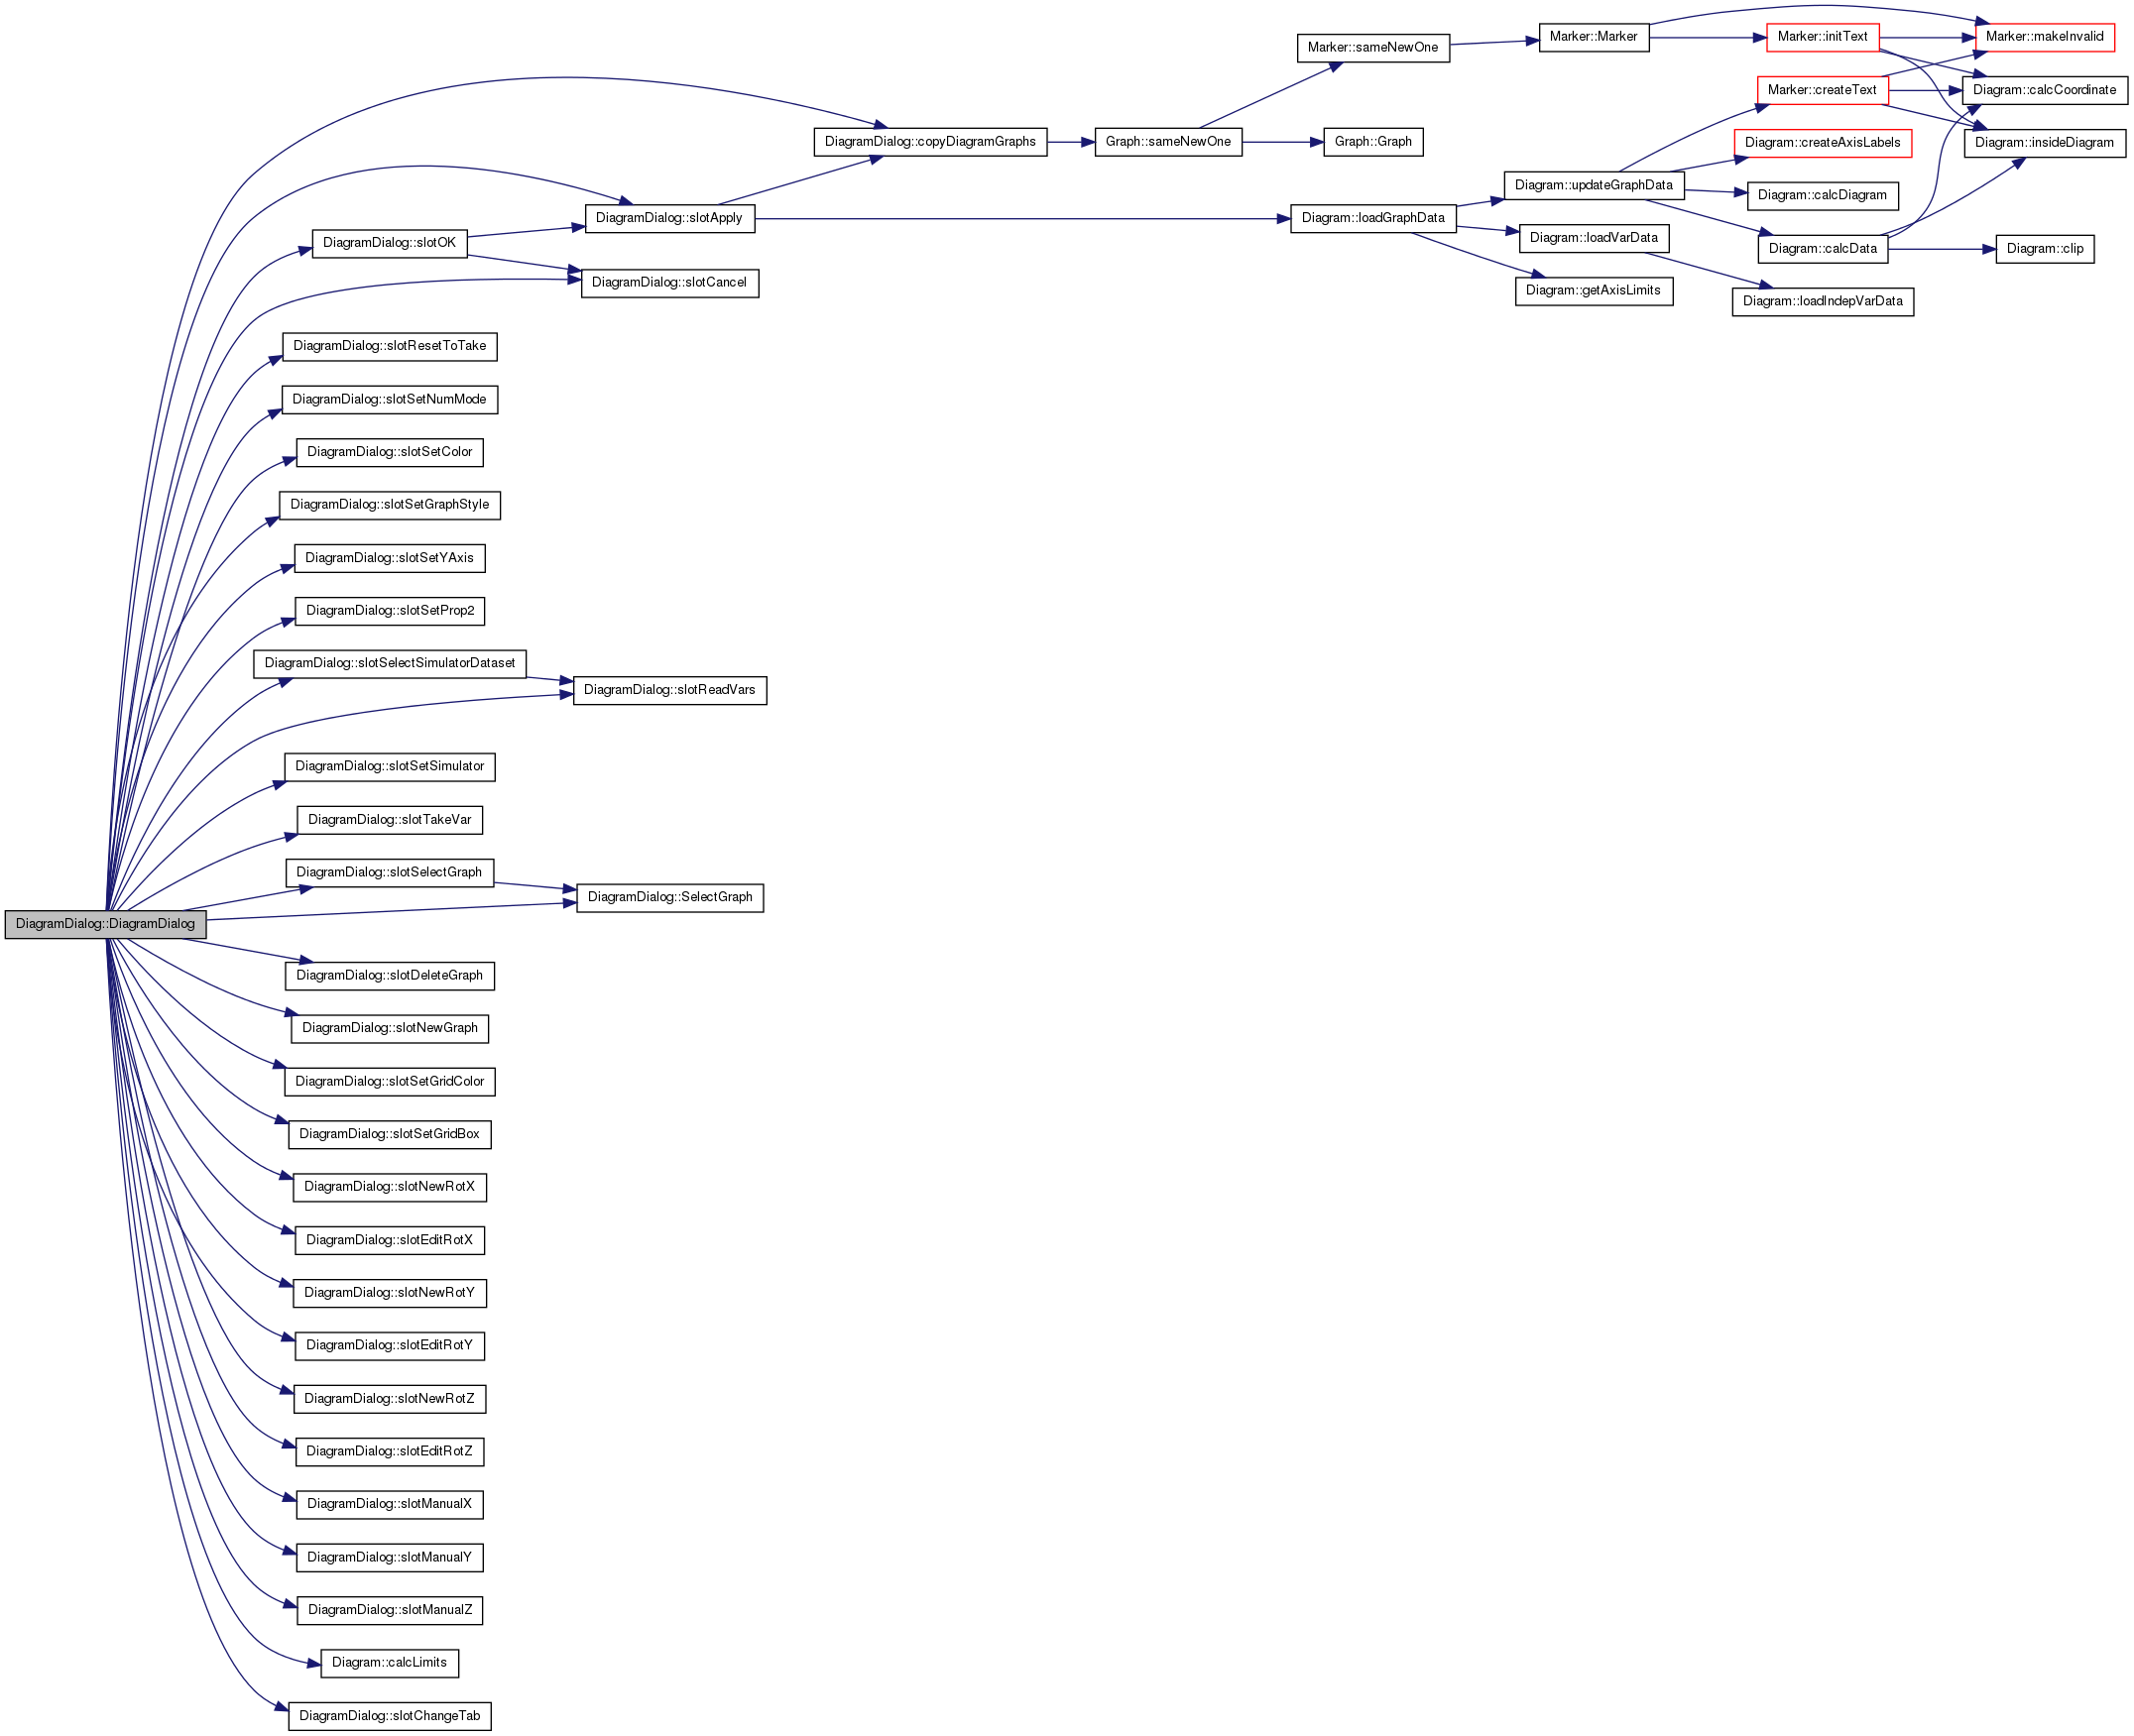 Marker::Marker
Marker::initText
Marker::makeInvalid
Marker::sameNewOne
Marker::createText
Diagram::calcCoordinate
DiagramDialog::copyDiagramGraphs
Graph::sameNewOne
Graph::Graph
Diagram::createAxisLabels
Diagram::insideDiagram
Diagram::updateGraphData
Diagram::calcDiagram
DiagramDialog::slotApply
Diagram::loadGraphData
DiagramDialog::slotOK
Diagram::loadVarData
Diagram::calcData
Diagram::clip
DiagramDialog::slotCancel
Diagram::getAxisLimits
Diagram::loadIndepVarData
DiagramDialog::slotResetToTake
DiagramDialog::slotSetNumMode
DiagramDialog::slotSetColor
DiagramDialog::slotSetGraphStyle
DiagramDialog::slotSetYAxis
DiagramDialog::slotSetProp2
DiagramDialog::slotSelectSimulatorDataset
DiagramDialog::slotReadVars
DiagramDialog::slotSetSimulator
DiagramDialog::slotTakeVar
DiagramDialog::slotSelectGraph
DiagramDialog::SelectGraph
DiagramDialog::DiagramDialog
DiagramDialog::slotDeleteGraph
DiagramDialog::slotNewGraph
DiagramDialog::slotSetGridColor
DiagramDialog::slotSetGridBox
DiagramDialog::slotNewRotX
DiagramDialog::slotEditRotX
DiagramDialog::slotNewRotY
DiagramDialog::slotEditRotY
DiagramDialog::slotNewRotZ
DiagramDialog::slotEditRotZ
DiagramDialog::slotManualX
DiagramDialog::slotManualY
DiagramDialog::slotManualZ
Diagram::calcLimits
DiagramDialog::slotChangeTab